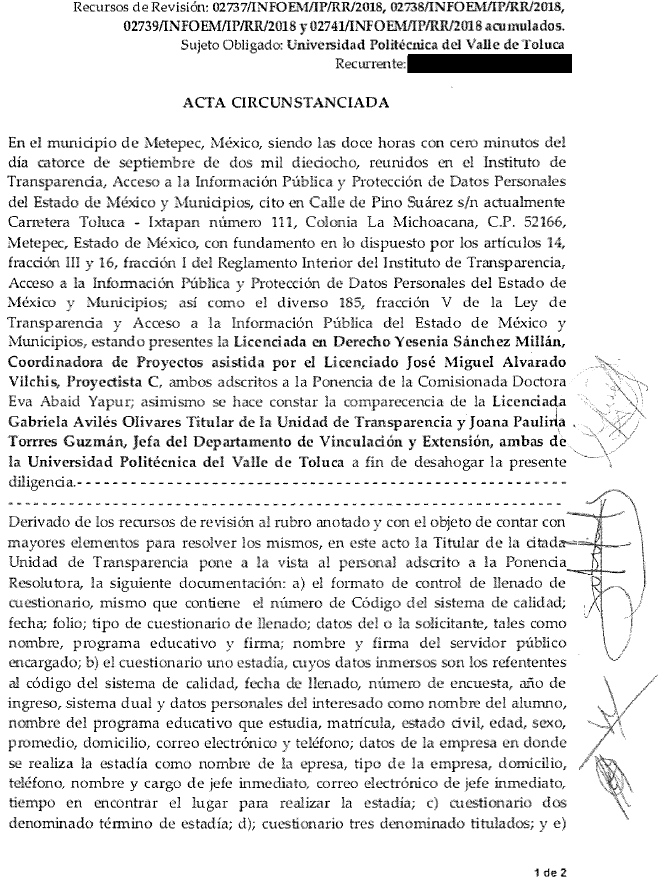 Recursos de Revisión: 02737/INFOEM/IP/RR/2018, 02738/INFOEM/IP/RR/2018,
02739/INFOEM/IP/RR/2018 y 02741/INFOEM/IP/RR/2018 acumulados.
Sujeto Obligado: Universidad Politécnica del Valle de Toluca
Recurrente:
ACTA CIRCUNSTANCIADA
En el municipio de Metepec, México, siendo las doce horas con cero minutos del
día catorce de septiembre de dos mil dieciocho, reunidos en el Instituto de
Transparencia, Acceso a la Información Pública y Protección de Datos Personales
del Estado de México y Municipios, cito en Calle de Pino Suárez s/n actualmente
Carretera Toluca - Ixtapan número 111, Colonia La Michoacana, C.P. 52166,
Metepec, Estado de México, con fundamento en lo dispuesto por los artículos 14,
fracción III y 16, fracción I del Reglamento Interior del Instituto de Transparencia,
Acceso a la Información Pública y Protección de Datos Personales del Estado de
México y Municipios; así como el diverso 185, fracción V de la Ley de
Transparencia y Acceso a la Información Pública del Estado de México y
Municipios, estando presentes la Licenciada en Derecho Yesenia Sánchez Millán,
Coordinadora de Proyectos asistida por el Licenciado José Miguel Alvarado
Vilchis, Proyectista C, ambos adscritos a la Ponencia de la Comisionada Doctora
Eva Abaid Yapur; asimismo se hace constar la comparecencia de la Licenciada
Gabriela Avilés Olivares Titular de la Unidad de Transparencia y Joana Paulina
Torrres Guzmán, Jefa del Departamento de Vinculación y Extensión, ambas de
la Universidad Politécnica del Valle de Toluca a fin de desahogar la presente
diligencia.- - - - - - - - - - - - - - - - - - - - - - - - - - - - - - - - - - - - - - - - - - - - - -
- - - - - - - - - - - - - - - - - - - - - - - - - - - - - - - - - - - - - - - - - - - - - - - - - - - - - -
Derivado de los recursos de revisión al rubro anotado y con el objeto de contar con
mayores elementos para resolver los mismos, en este acto la Titular de la citada
Unidad de Transparencia pone a la vista al personal adscrito a la Ponencia
Resolutora, la siguiente documentación: a) el formato de control de llenado de
cuestionario, mismo que contiene el número de Código del sistema de calidad;
fecha; folio; tipo de cuestionario de llenado; datos del o la solicitante, tales como
nombre, programa educativo y firma; nombre y firma del servidor público
encargado; b) el cuestionario uno estadía, cuyos datos inmersos son los refententes
al código del sistema de calidad, fecha de llenado, número de encuesta, año de
ingreso, sistema dual y datos personales del interesado como nombre del alumno,
nombre del programa educativo que estudia, matrícula, estado civil, edad, sexo,
promedio, domicilio, correo electrónico y teléfono; datos de la empresa en donde
se realiza la estadía como nombre de la epresa, tipo de la empresa, domicilio,
teléfono, nombre y cargo de jefe inmediato, correo electrónico de jefe inmediato,
tiempo en encontrar el lugar para realizar la estadía; c) cuestionario dos
denominado término de estadía; d); cuestionario tres denominado titulados; y e)
1 de 2